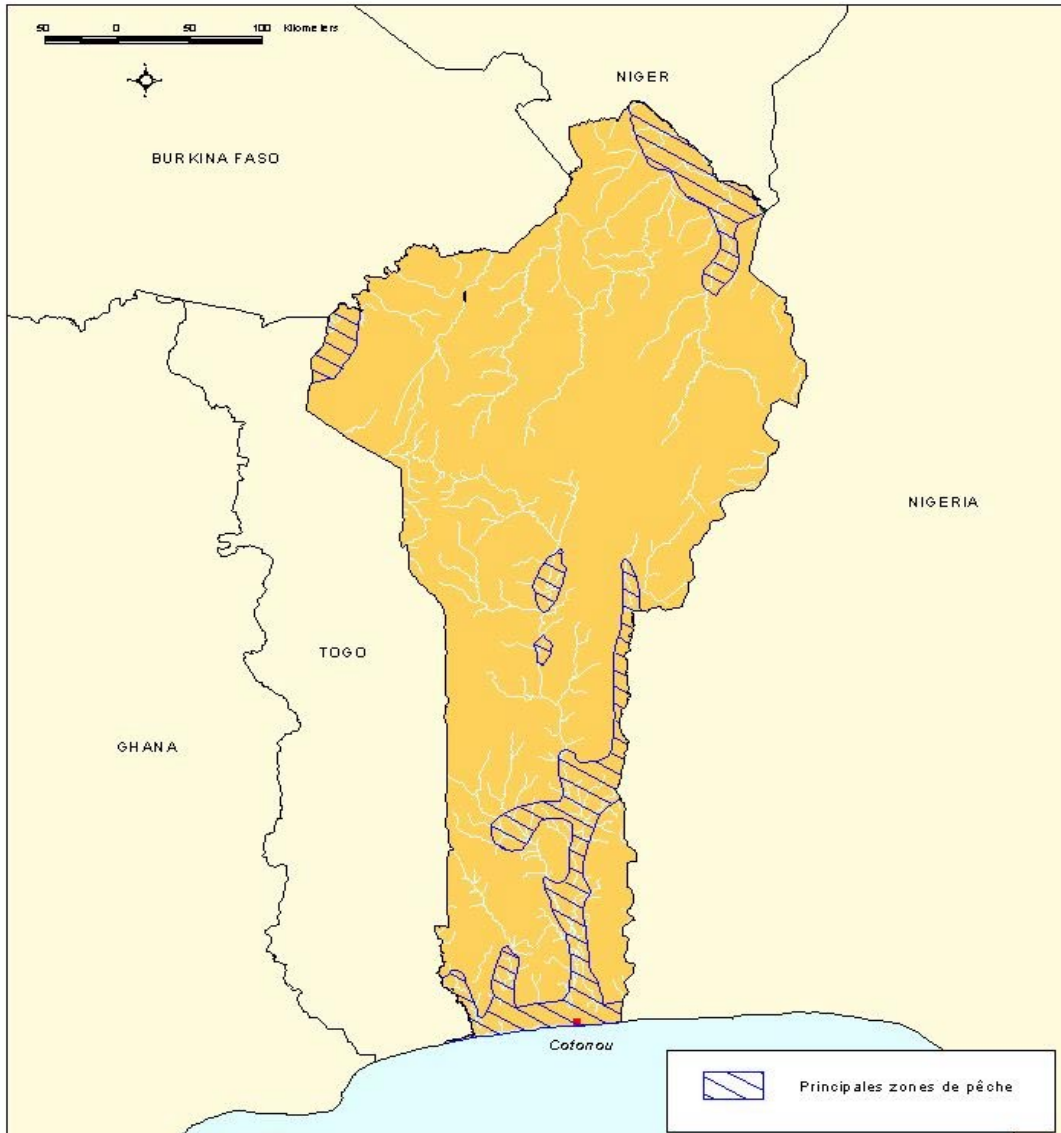 50 0 50 100 Kilometers
NIGER
BURKINA FASO
NIGERIA
TOGO
GHANA
Cotonou
Principales zones de pêche